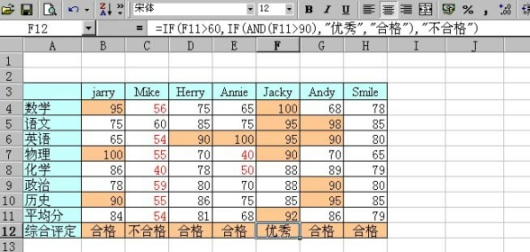 宋体 12 B I U
F12 = =IF(F11>60,IF(AND(F11>90),"优秀","合格"),"不合格")
A B C D E F G H I J
1
2
3 jarry Mike Herry Annie Jacky Andy Smile
4 数学 95 56 75 65 100 68 78
5 语文 75 60 85 75 95 98 85
6 英语 65 54 90 100 95 90 80
7 物理 100 55 70 40 90 70 65
8 化学 86 40 78 50 88 89 79
9 政治 78 59 80 70 88 90 80
10 历史 90 55 86 75 85 95 85
11 平均分 84 54 81 68 92 86 79
12 综合评定 合格 不合格 合格 合格 优秀 合格 合格
13